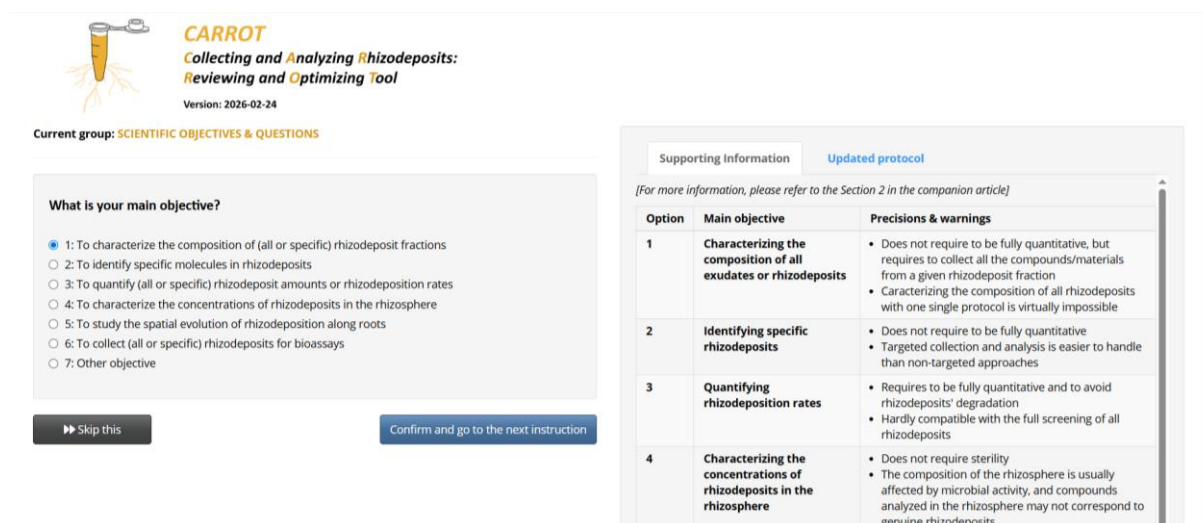 CARROT
Collecting and Analyzing Rhizodeposits:
Reviewing and Optimizing Tool
Version: 2026-02-24
Current group: SCIENTIFIC OBJECTIVES & QUESTIONS
What is your main objective?
1: To characterize the composition of (all or specific) rhizodeposit fractions
2: To identify specific molecules in rhizodeposits
3: To quantify (all or specific) rhizodeposit amounts or rhizodeposition rates
4: To characterize the concentrations of rhizodeposits in the rhizosphere
5: To study the spatial evolution of rhizodeposition along roots
6: To collect (all or specific) rhizodeposits for bioassays
7: Other objective
Skip this
Confirm and go to the next instruction
Supporting Information
Updated protocol
[For more information, please refer to the Section 2 in the companion article]
Option Main objective Precisions & warnings
1
Characterizing the
composition of all
exudates or rhizodeposits
• Does not require to be fully quantitative, but
requires to collect all the compounds/materials
from a given rhizodeposit fraction
• Caracterizing the composition of all rhizodeposits
with one single protocol is virtually impossible
2
Identifying specific
rhizodeposits
• Does not require to be fully quantitative
• Targeted collection and analysis is easier to handle
than non-targeted approaches
3
Quantifying
rhizodeposition rates
• Requires to be fully quantitative and to avoid
rhizodeposits' degradation
• Hardly compatible with the full screening of all
rhizodeposits
4
Characterizing the
concentrations of
rhizodeposits in the
rhizosphere
• Does not require sterility
• The composition of the rhizosphere is usually
affected by microbial activity, and compounds
analyzed in the rhizosphere may not correspond to
genuine rhizodeposits